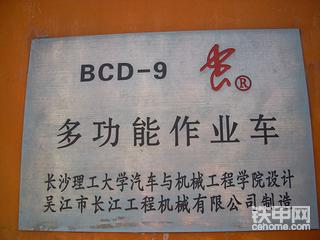 BCD-9 ®
多功能作业车
长沙理工大学汽车与机械工程学院设计
吴江市长江工程机械有限公司制造
铁甲网